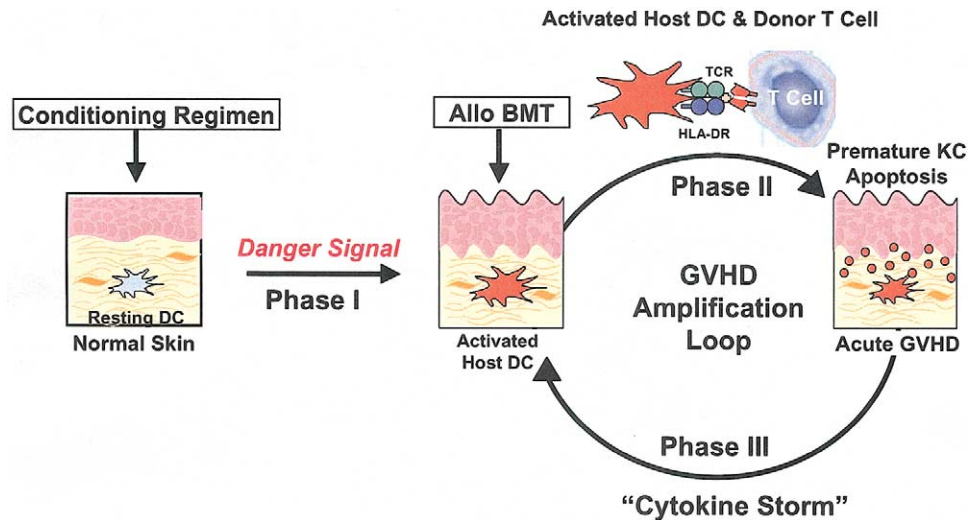 Activated Host DC & Donor T Cell
TCR
T Cell
HLA-DR
Conditioning Regimen
Allo BMT
Premature KC
Apoptosis
Phase II
Danger Signal
Phase I
GVHD
Amplification
Loop
Resting DC
Normal Skin
Activated
Host DC
Acute GVHD
Phase III
“Cytokine Storm”